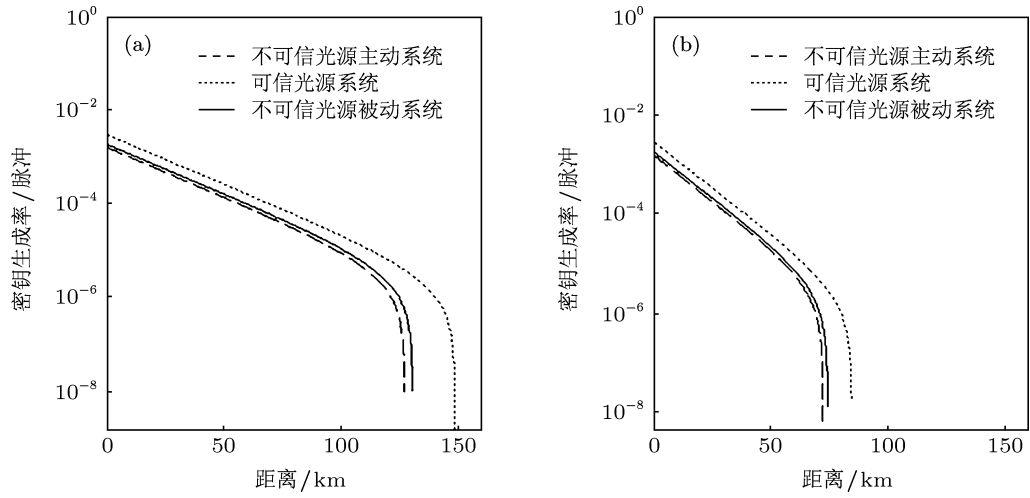 (a)
不可信光源主动系统
可信光源系统
不可信光源被动系统
密钥生成率/脉冲
10⁰
10⁻²
10⁻⁴
10⁻⁶
10⁻⁸
0
50
100
150
距离/km
(b)
不可信光源主动系统
可信光源系统
不可信光源被动系统
密钥生成率/脉冲
10⁰
10⁻²
10⁻⁴
10⁻⁶
10⁻⁸
0
50
100
150
距离/km